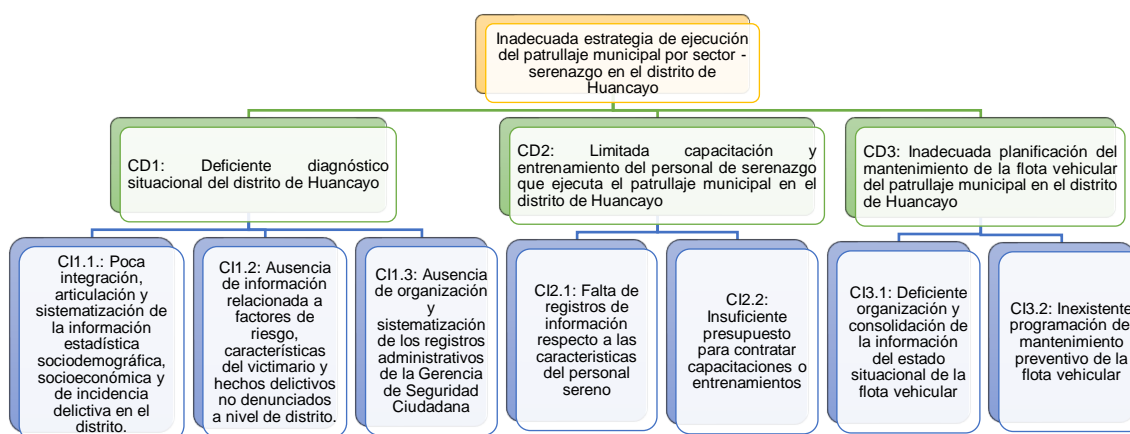 Inadecuada estrategia de ejecución
del patrullaje municipal por sector -
serenazgo en el distrito de
Huancayo
CD1: Deficiente diagnóstico
situacional del distrito de Huancayo
CD2: Limitada capacitación y
entrenamiento del personal de serenazgo
que ejecuta el patrullaje municipal en el
distrito de Huancayo
CD3: Inadecuada planificación del
mantenimiento de la flota vehicular
del patrullaje municipal en el distrito
de Huancayo
CI1.1.: Poca
integración,
articulación y
sistematización de
la información
estadística
sociodemográfica,
socioeconómica y
de incidencia
delictiva en el
distrito.
CI1.2: Ausencia
de información
relacionada a
factores de
riesgo,
características
del victimario y
hechos delictivos
no denunciados
a nivel de distrito.
CI1.3: Ausencia
de organización
y
sistematización
de los registros
administrativos
de la Gerencia
de Seguridad
Ciudadana
CI2.1: Falta de
registros de
información
respecto a las
caracteristicas
del personal
sereno
CI2.2:
Insuficiente
presupuesto
para contratar
capacitaciones o
entrenamientos
CI3.1: Deficiente
organización y
consolidación de
la información
del estado
situacional de la
flota vehicular
CI3.2: Inexistente
programación de
mantenimiento
preventivo de la
flota vehicular